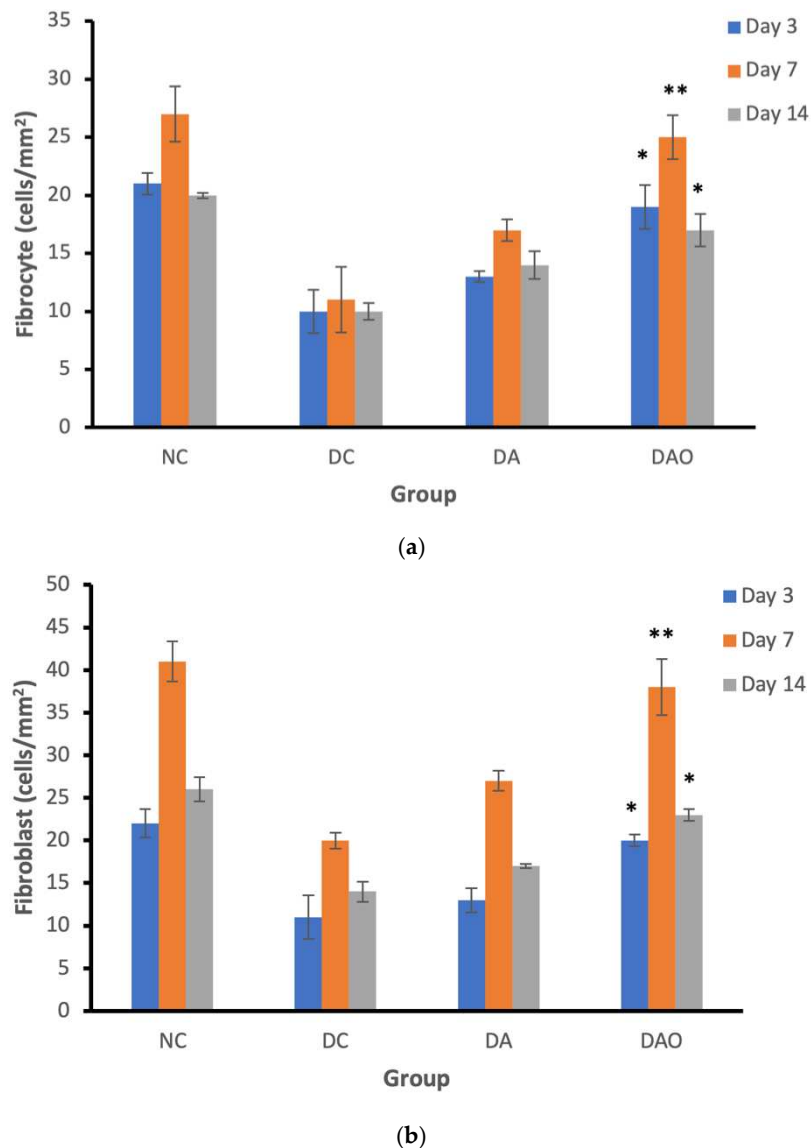 35
30
25
20
15
10
5
0
Fibrocyte (cells/mm²)
Day 3
Day 7
Day 14
*
**
*
NC DC DA DAO
Group
(a)
50
45
40
35
30
25
20
15
10
5
0
Fibroblast (cells/mm²)
Day 3
Day 7
Day 14
*
**
*
NC DC DA DAO
Group
(b)